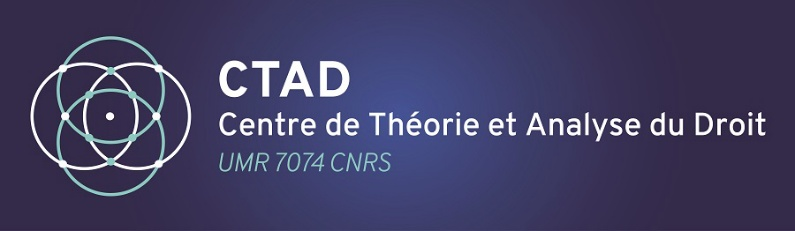 CTAD
Centre de Théorie et Analyse du Droit
UMR 7074 CNRS